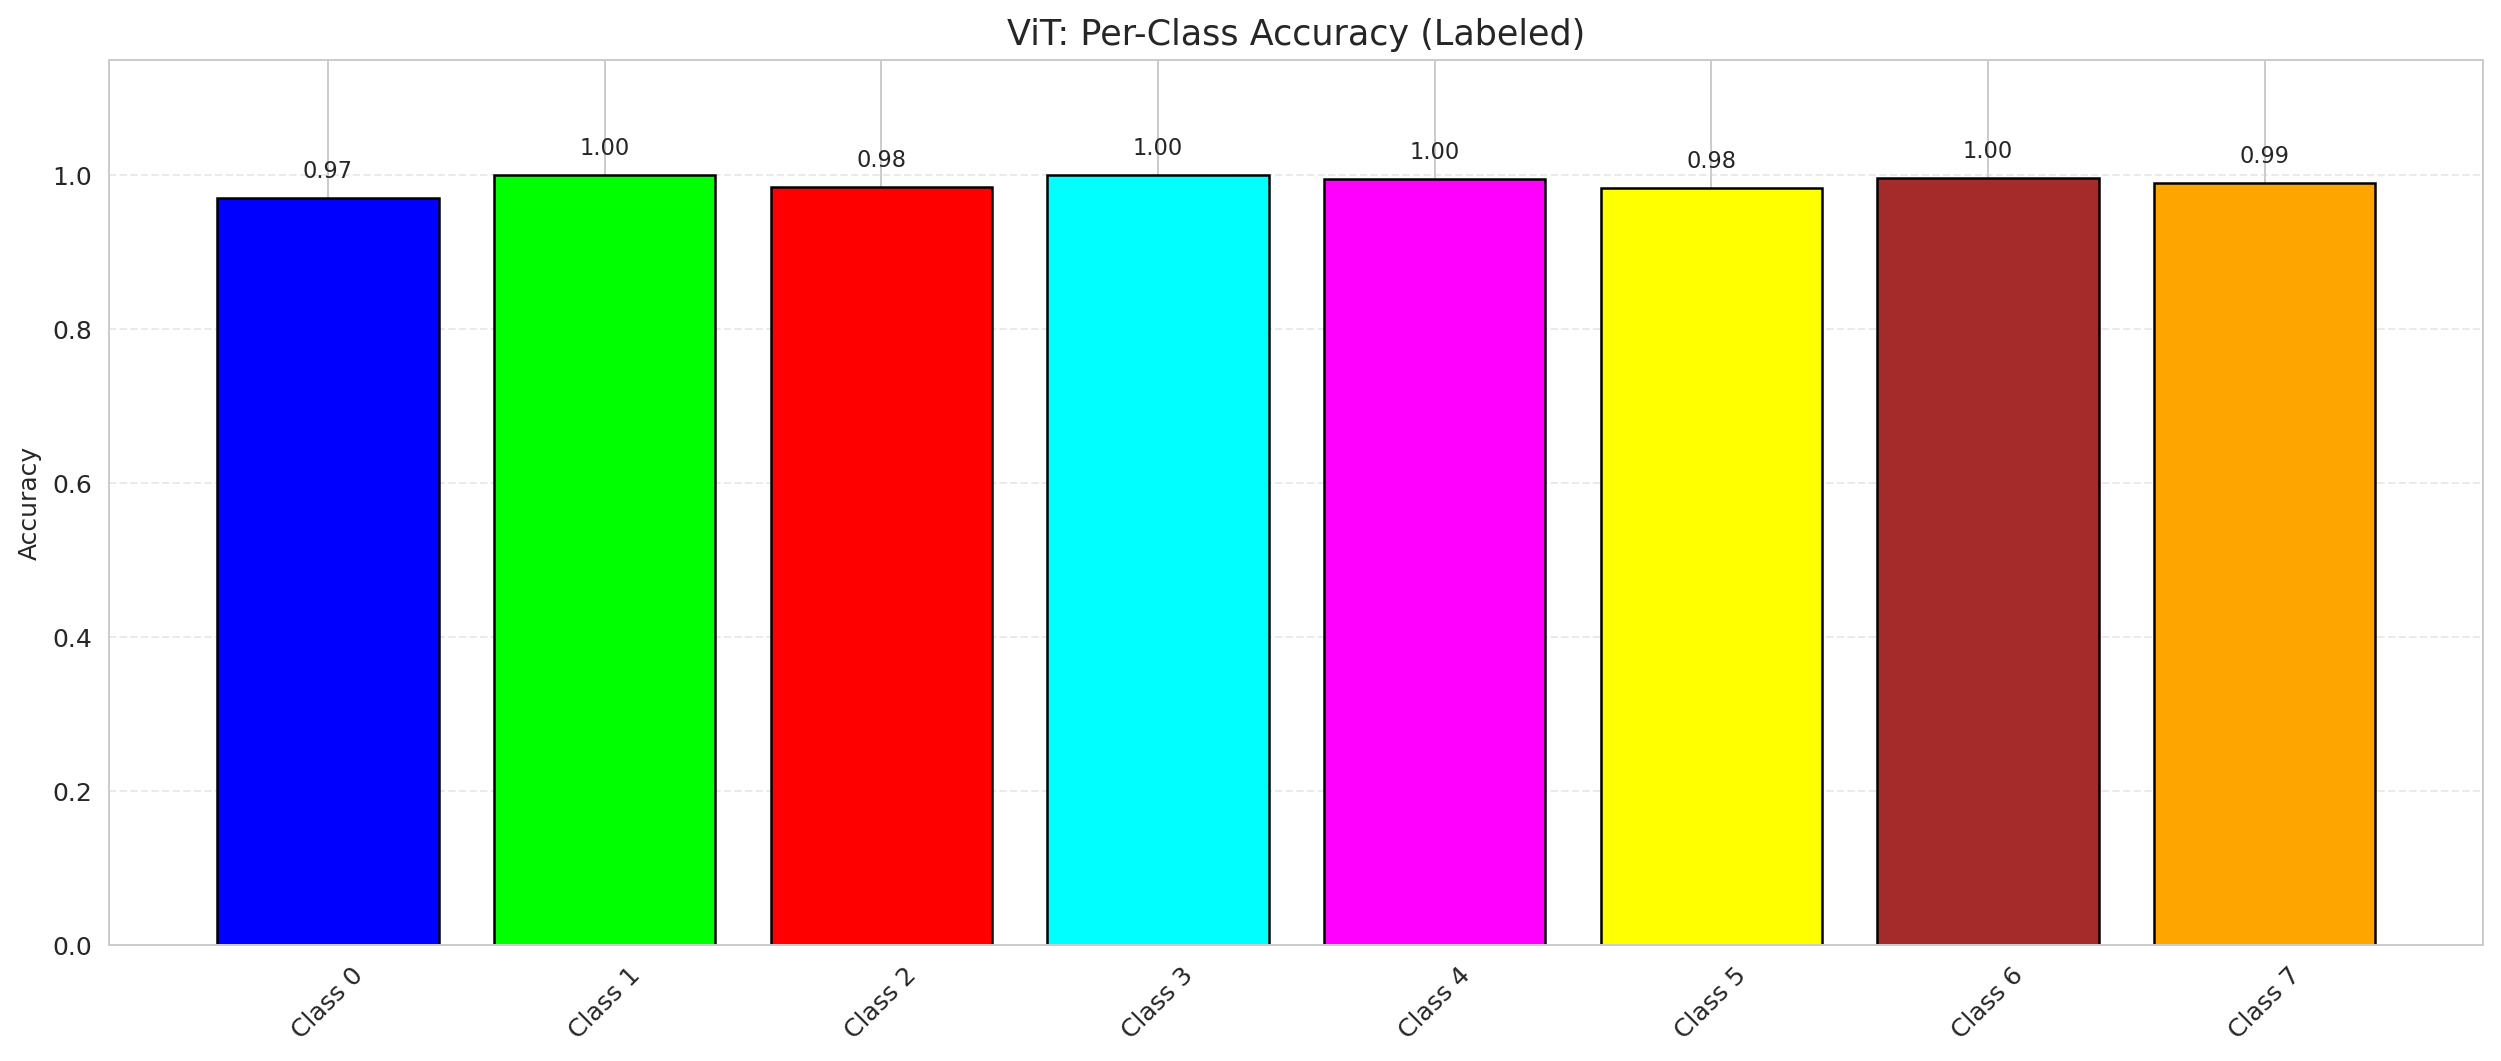 ViT: Per-Class Accuracy (Labeled)
Accuracy
1.0
0.8
0.6
0.4
0.2
0.0
0.97
1.00
0.98
1.00
1.00
0.98
1.00
0.99
Class 0
Class 1
Class 2
Class 3
Class 4
Class 5
Class 6
Class 7